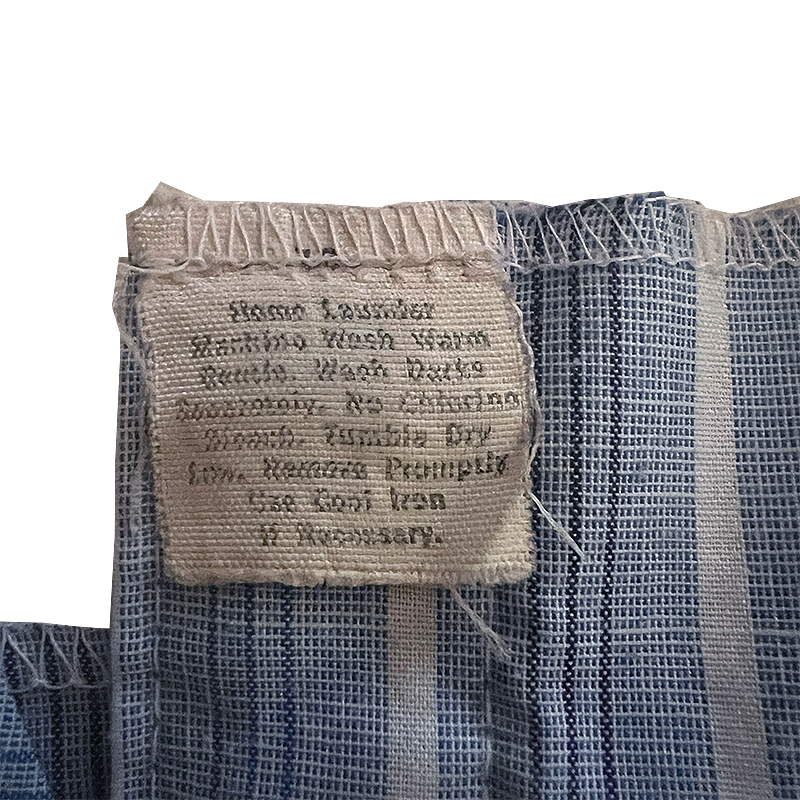 Home Launder
Machine Wash Warm
Gentle. Wash Darks
Separately. No Chlorine
Bleach. Tumble Dry
Low. Remove Promptly
Use Cool Iron
If Necessary.